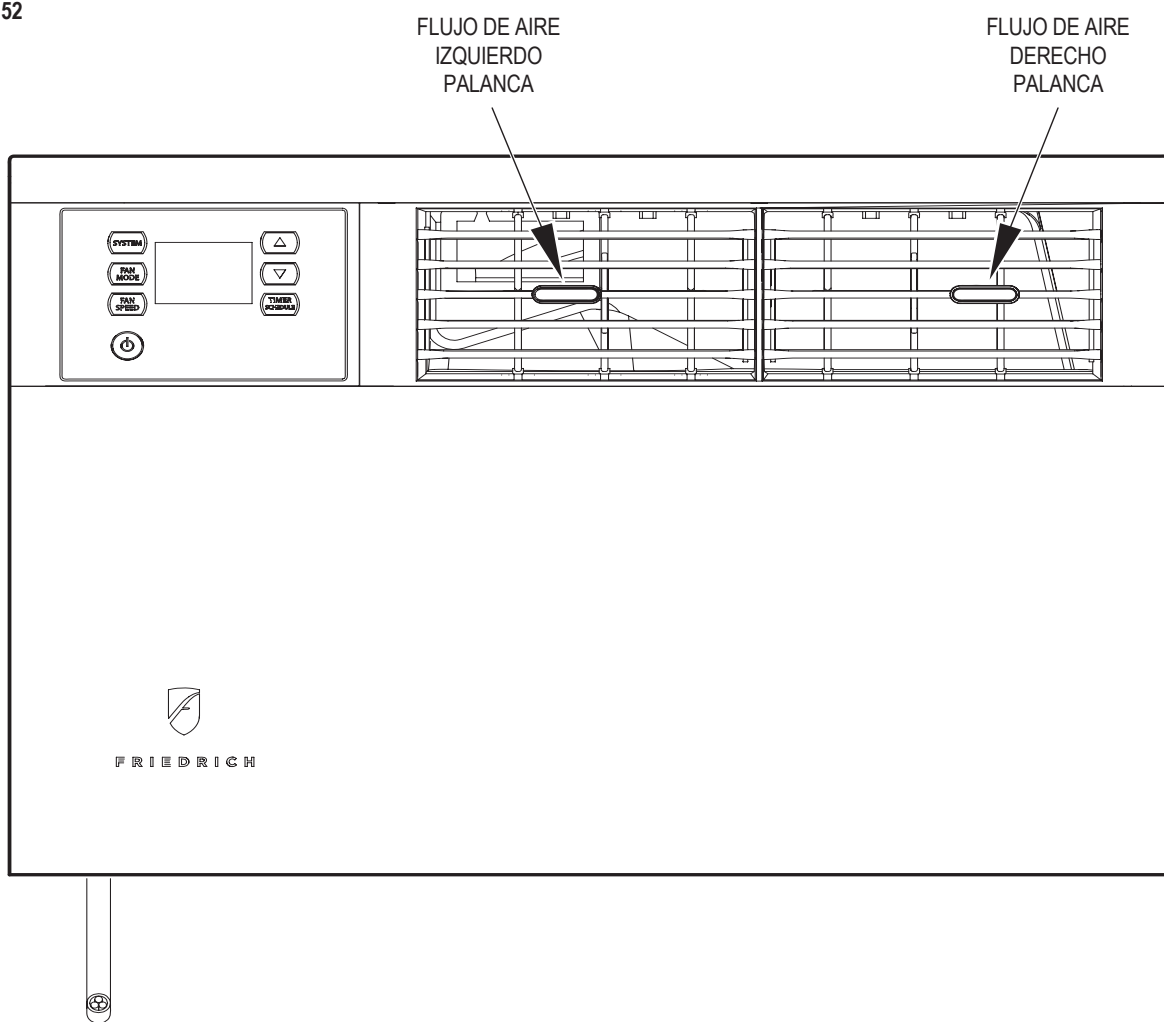 52
FLUJO DE AIRE
IZQUIERDO
PALANCA
FLUJO DE AIRE
DERECHO
PALANCA
SYSTEM
FAN
MODE
FAN
SPEED
TIMER
SCHEDULE
FRIEDRICH